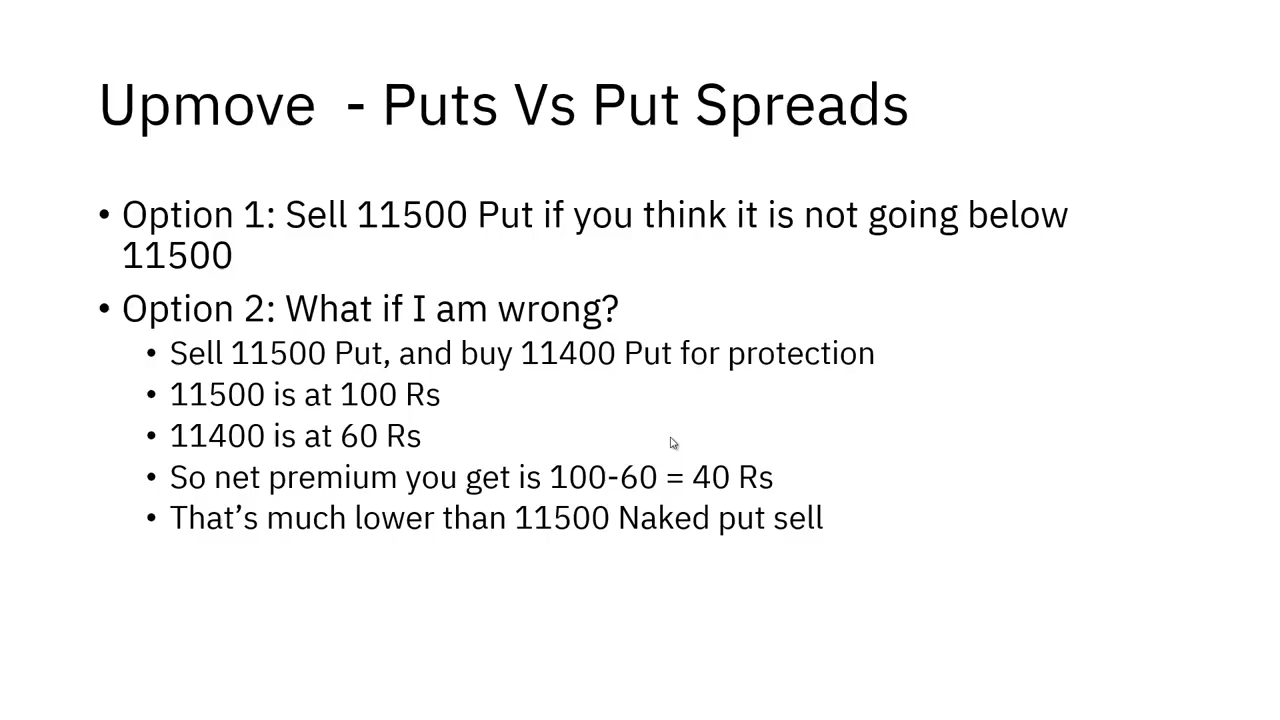 Upmove - Puts Vs Put Spreads
• Option 1: Sell 11500 Put if you think it is not going below
11500
• Option 2: What if I am wrong?
• Sell 11500 Put, and buy 11400 Put for protection
• 11500 is at 100 Rs
• 11400 is at 60 Rs
• So net premium you get is 100-60 = 40 Rs
• That’s much lower than 11500 Naked put sell